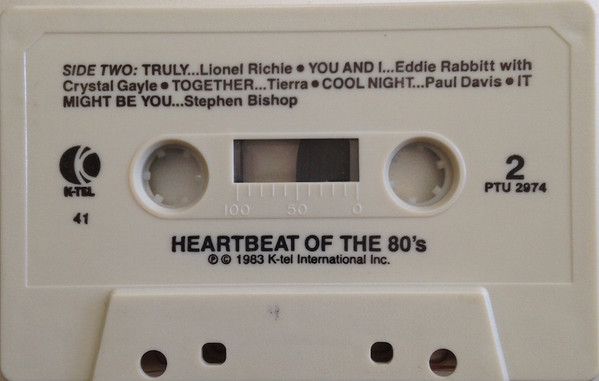 SIDE TWO: TRULY...Lionel Richie • YOU AND I...Eddie Rabbitt with
Crystal Gayle • TOGETHER...Tierra • COOL NIGHT...Paul Davis • IT
MIGHT BE YOU...Stephen Bishop
K-TEL
41
2
PTU 2974
100 50 0
HEARTBEAT OF THE 80's
℗ © 1983 K-tel International Inc.